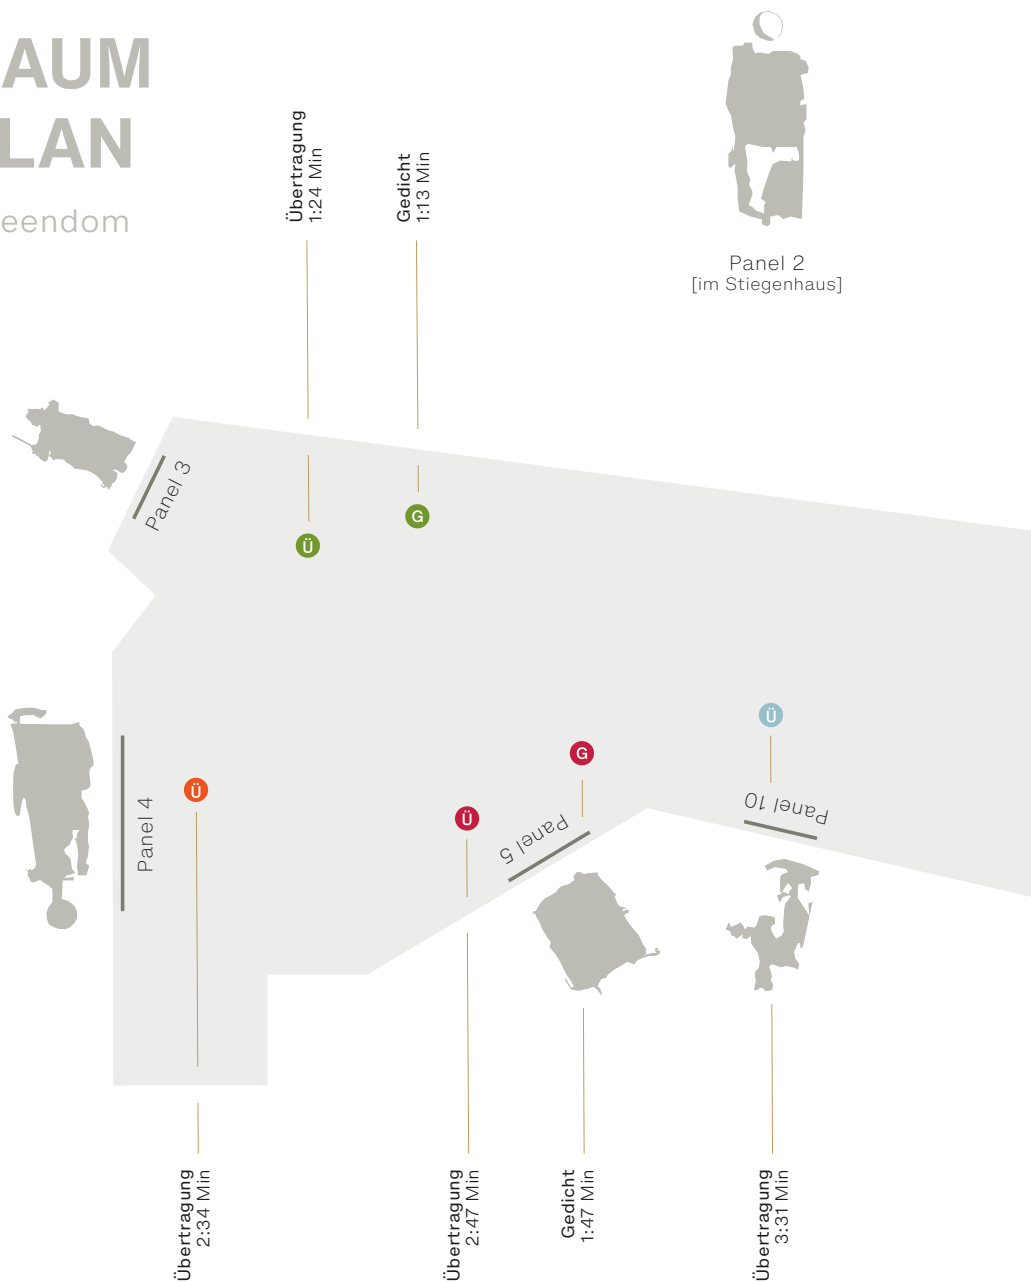 AUM
LAN
eendom
Übertragung
1:24 Min
Gedicht
1:13 Min
Panel 2
[im Stiegenhaus]
Panel 3
Ü
G
Panel 4
Ü
Ü
G
Panel 5
Ü
Panel 10
Übertragung
2:34 Min
Übertragung
2:47 Min
Gedicht
1:47 Min
Übertragung
3:31 Min